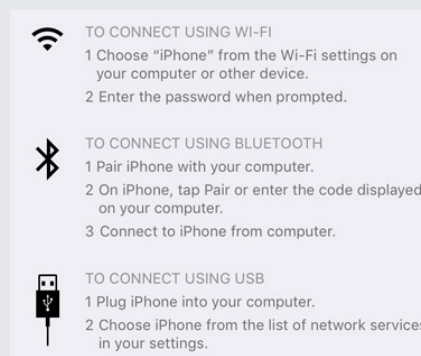 TO CONNECT USING WI-FI
1 Choose “iPhone” from the Wi-Fi settings on
your computer or other device.
2 Enter the password when prompted.
TO CONNECT USING BLUETOOTH
1 Pair iPhone with your computer.
2 On iPhone, tap Pair or enter the code displayed
on your computer.
3 Connect to iPhone from computer.
TO CONNECT USING USB
1 Plug iPhone into your computer.
2 Choose iPhone from the list of network services
in your settings.